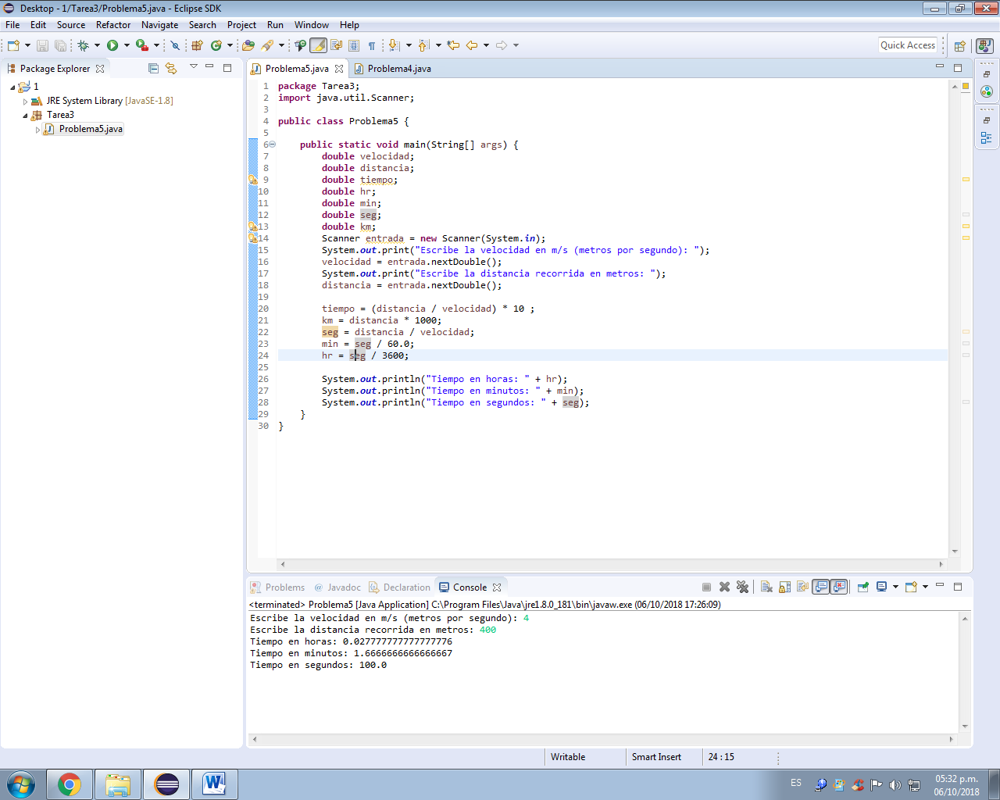 Desktop - 1/Tarea3/Problema5.java - Eclipse SDK
File Edit Source Refactor Navigate Search Project Run Window Help
Quick Access
Package Explorer
1
JRE System Library [JavaSE-1.8]
Tarea3
Problema5.java
Problema5.java Problema4.java
1 package Tarea3;
2 import java.util.Scanner;
3
4 public class Problema5 {
5
6 public static void main(String[] args) {
7 double velocidad;
8 double distancia;
9 double tiempo;
10 double hr;
11 double min;
12 double seg;
13 double km;
14 Scanner entrada = new Scanner(System.in);
15 System.out.print("Escribe la velocidad en m/s (metros por segundo): ");
16 velocidad = entrada.nextDouble();
17 System.out.print("Escribe la distancia recorrida en metros: ");
18 distancia = entrada.nextDouble();
19
20 tiempo = (distancia / velocidad) * 10 ;
21 km = distancia * 1000;
22 seg = distancia / velocidad;
23 min = seg / 60.0;
24 hr = seg / 3600;
25
26 System.out.println("Tiempo en horas: " + hr);
27 System.out.println("Tiempo en minutos: " + min);
28 System.out.println("Tiempo en segundos: " + seg);
29 }
30 }
Problems @ Javadoc Declaration Console
<terminated> Problema5 [Java Application] C:\Program Files\Java\jre1.8.0_181\bin\javaw.exe (06/10/2018 17:26:09)
Escribe la velocidad en m/s (metros por segundo): 4
Escribe la distancia recorrida en metros: 400
Tiempo en horas: 0.027777777777777776
Tiempo en minutos: 1.6666666666666667
Tiempo en segundos: 100.0
Writable Smart Insert 24 : 15
ES
05:32 p.m.
06/10/2018